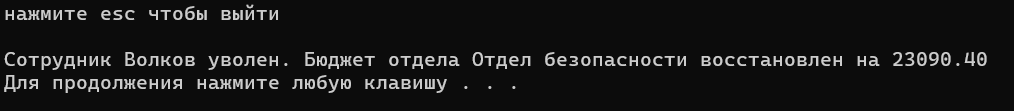 нажмите esc чтобы выйти
Сотрудник Волков уволен. Бюджет отдела Отдел безопасности восстановлен на 23090.40
Для продолжения нажмите любую клавишу . . .